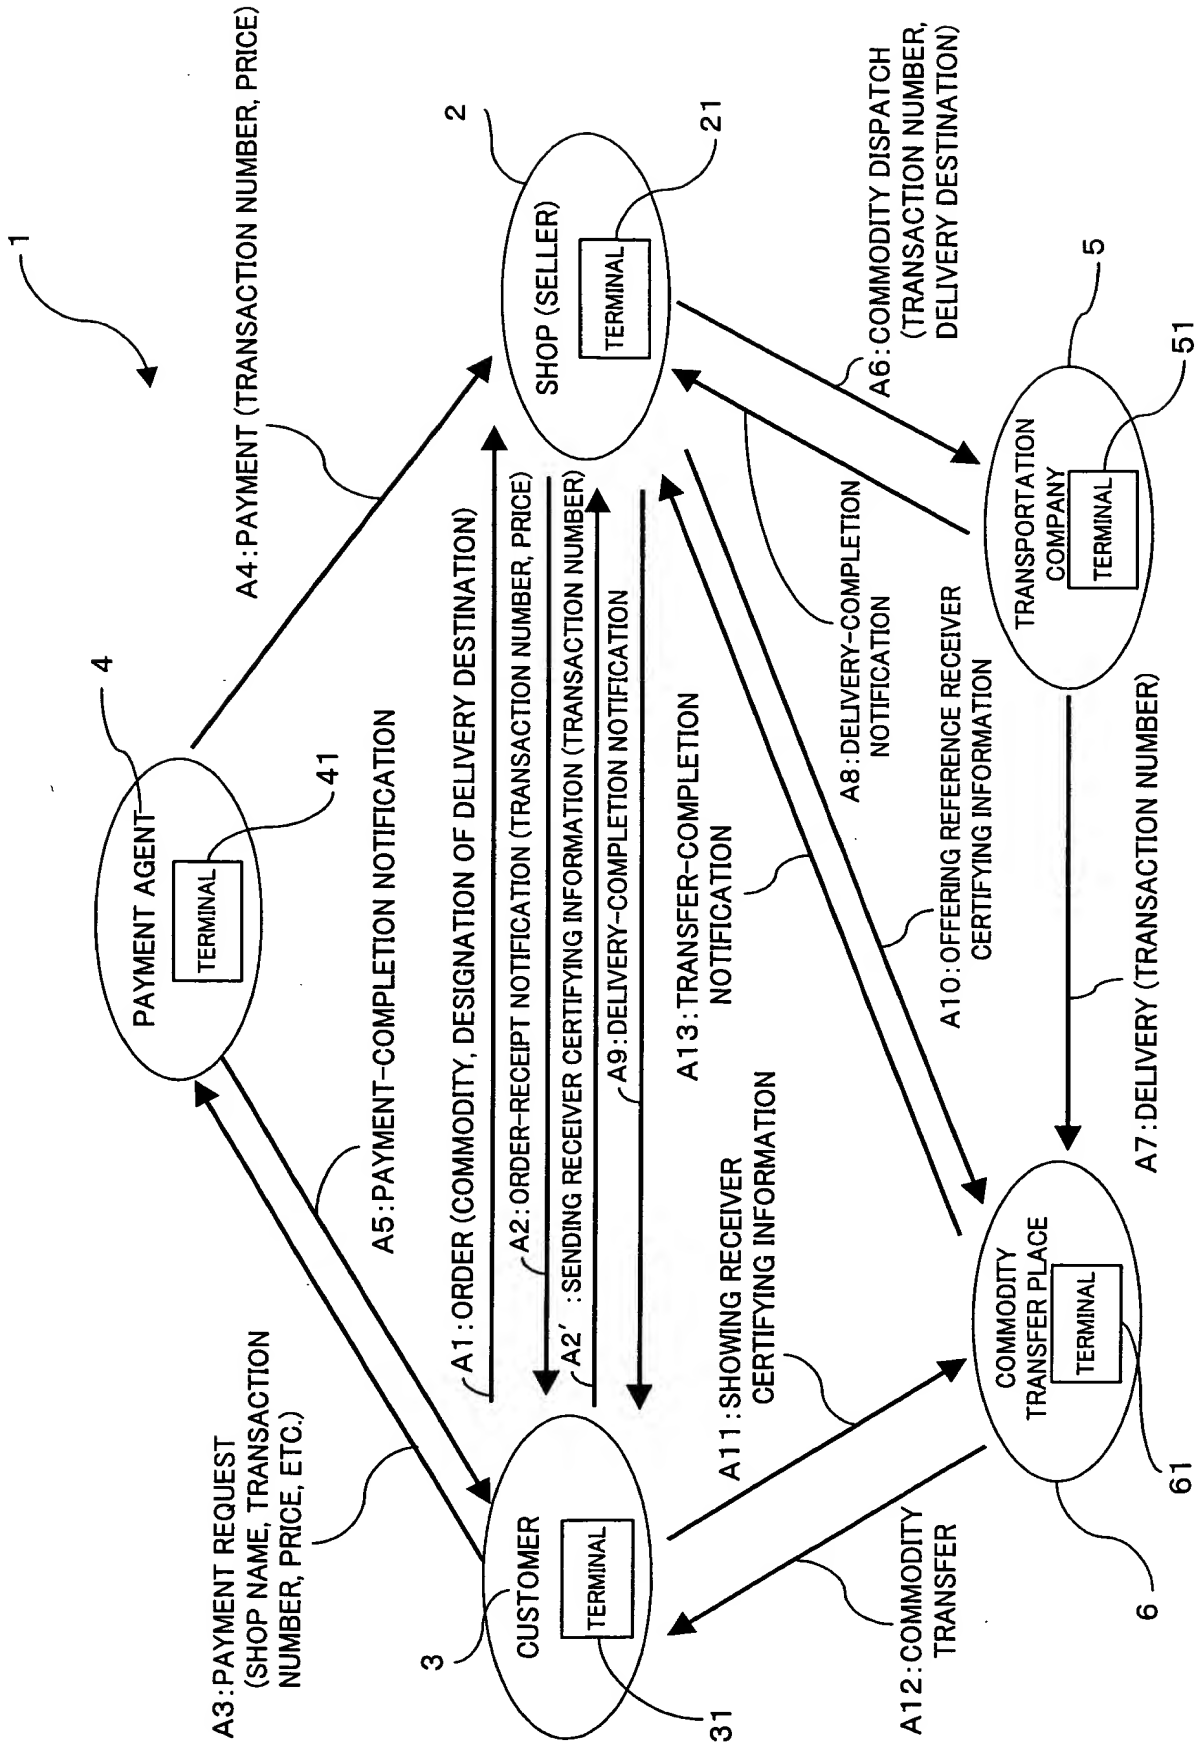 1
A4:PAYMENT (TRANSACTION NUMBER, PRICE)
4
PAYMENT AGENT
TERMINAL
41
A3:PAYMENT REQUEST
(SHOP NAME, TRANSACTION
NUMBER, PRICE, ETC.)
A5:PAYMENT-COMPLETION NOTIFICATION
2
SHOP (SELLER)
TERMINAL
21
A1:ORDER (COMMODITY, DESIGNATION OF DELIVERY DESTINATION)
A2:ORDER-RECEIPT NOTIFICATION (TRANSACTION NUMBER, PRICE)
A2':SENDING RECEIVER CERTIFYING INFORMATION (TRANSACTION NUMBER)
A9:DELIVERY-COMPLETION NOTIFICATION
3
CUSTOMER
TERMINAL
31
A13:TRANSFER-COMPLETION
NOTIFICATION
A11:SHOWING RECEIVER
CERTIFYING INFORMATION
A8:DELIVERY-COMPLETION
NOTIFICATION
A6:COMMODITY DISPATCH
(TRANSACTION NUMBER,
DELIVERY DESTINATION)
A10:OFFERING REFERENCE RECEIVER
CERTIFYING INFORMATION
A12:COMMODITY
TRANSFER
5
TRANSPORTATION
COMPANY
TERMINAL
51
COMMODITY
TRANSFER PLACE
TERMINAL
61
6
A7:DELIVERY (TRANSACTION NUMBER)